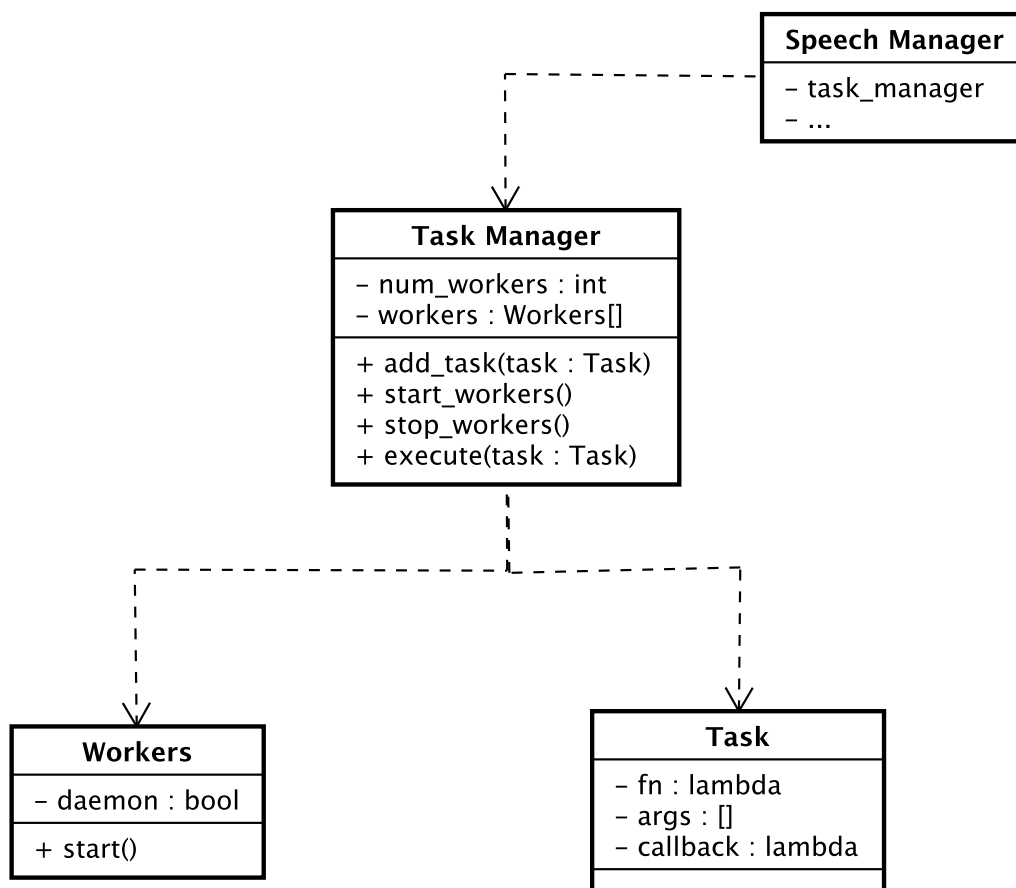 Speech Manager
– task_manager
– ...
Task Manager
– num_workers : int
– workers : Workers[]
+ add_task(task : Task)
+ start_workers()
+ stop_workers()
+ execute(task : Task)
Workers
– daemon : bool
+ start()
Task
– fn : lambda
– args : []
– callback : lambda